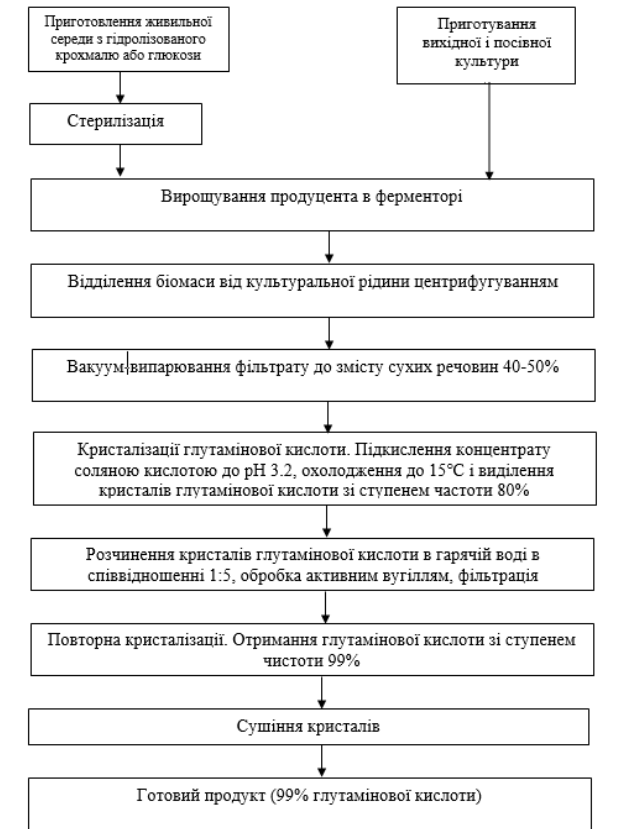 Приготовлення живильної
середи з гідролізованого
крохмалю або глюкози
Приготування
вихідної і посівної
культури
Стерилізація
Вирощування продуцента в ферменторі
Відділення біомаси від культуральної рідини центрифугуванням
Вакуум-випарювання фільтрату до змісту сухих речовин 40-50%
Кристалізації глутамінової кислоти. Підкислення концентрату
соляною кислотою до pH 3.2, охолодження до 15℃ і виділення
кристалів глутамінової кислоти зі ступенем частоти 80%
Розчинення кристалів глутамінової кислоти в гарячій воді в
співвідношенні 1:5, обробка активним вугіллям, фільтрація
Повторна кристалізації. Отримання глутамінової кислоти зі ступенем
чистоти 99%
Сушіння кристалів
Готовий продукт (99% глутамінової кислоти)